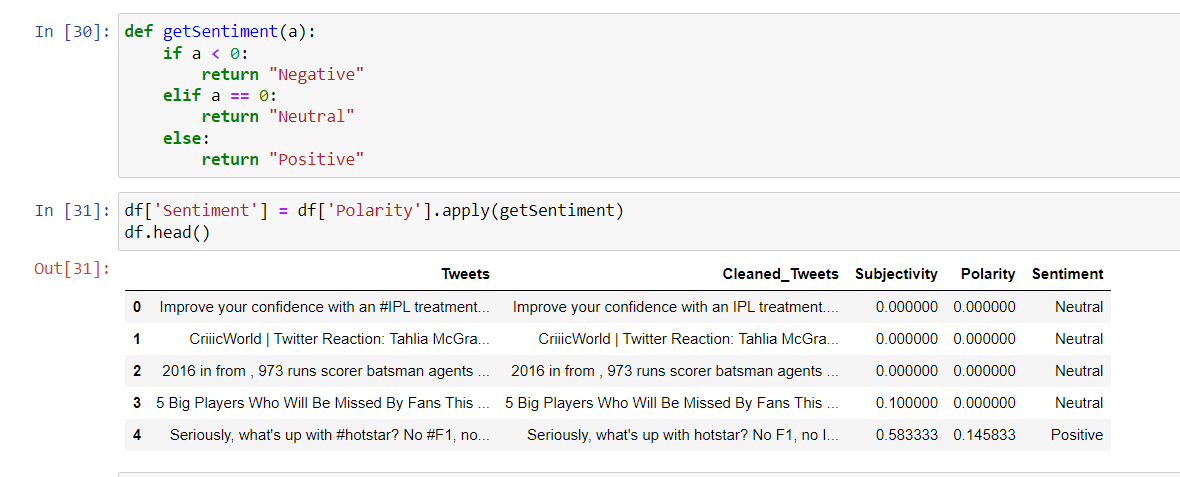 In [30]: def getSentiment(a):
if a < 0:
return "Negative"
elif a == 0:
return "Neutral"
else:
return "Positive"
In [31]: df['Sentiment'] = df['Polarity'].apply(getSentiment)
df.head()
Out[31]:
Tweets Cleaned_Tweets Subjectivity Polarity Sentiment
0 Improve your confidence with an #IPL treatment... Improve your confidence with an IPL treatment.... 0.000000 0.000000 Neutral
1 CriiicWorld | Twitter Reaction: Tahlia McGra... CriiicWorld | Twitter Reaction: Tahlia McGra... 0.000000 0.000000 Neutral
2 2016 in from , 973 runs scorer batsman agents ... 2016 in from , 973 runs scorer batsman agents ... 0.000000 0.000000 Neutral
3 5 Big Players Who Will Be Missed By Fans This ... 5 Big Players Who Will Be Missed By Fans This ... 0.100000 0.000000 Neutral
4 Seriously, what's up with #hotstar? No #F1, no... Seriously, what's up with hotstar? No F1, no I... 0.583333 0.145833 Positive